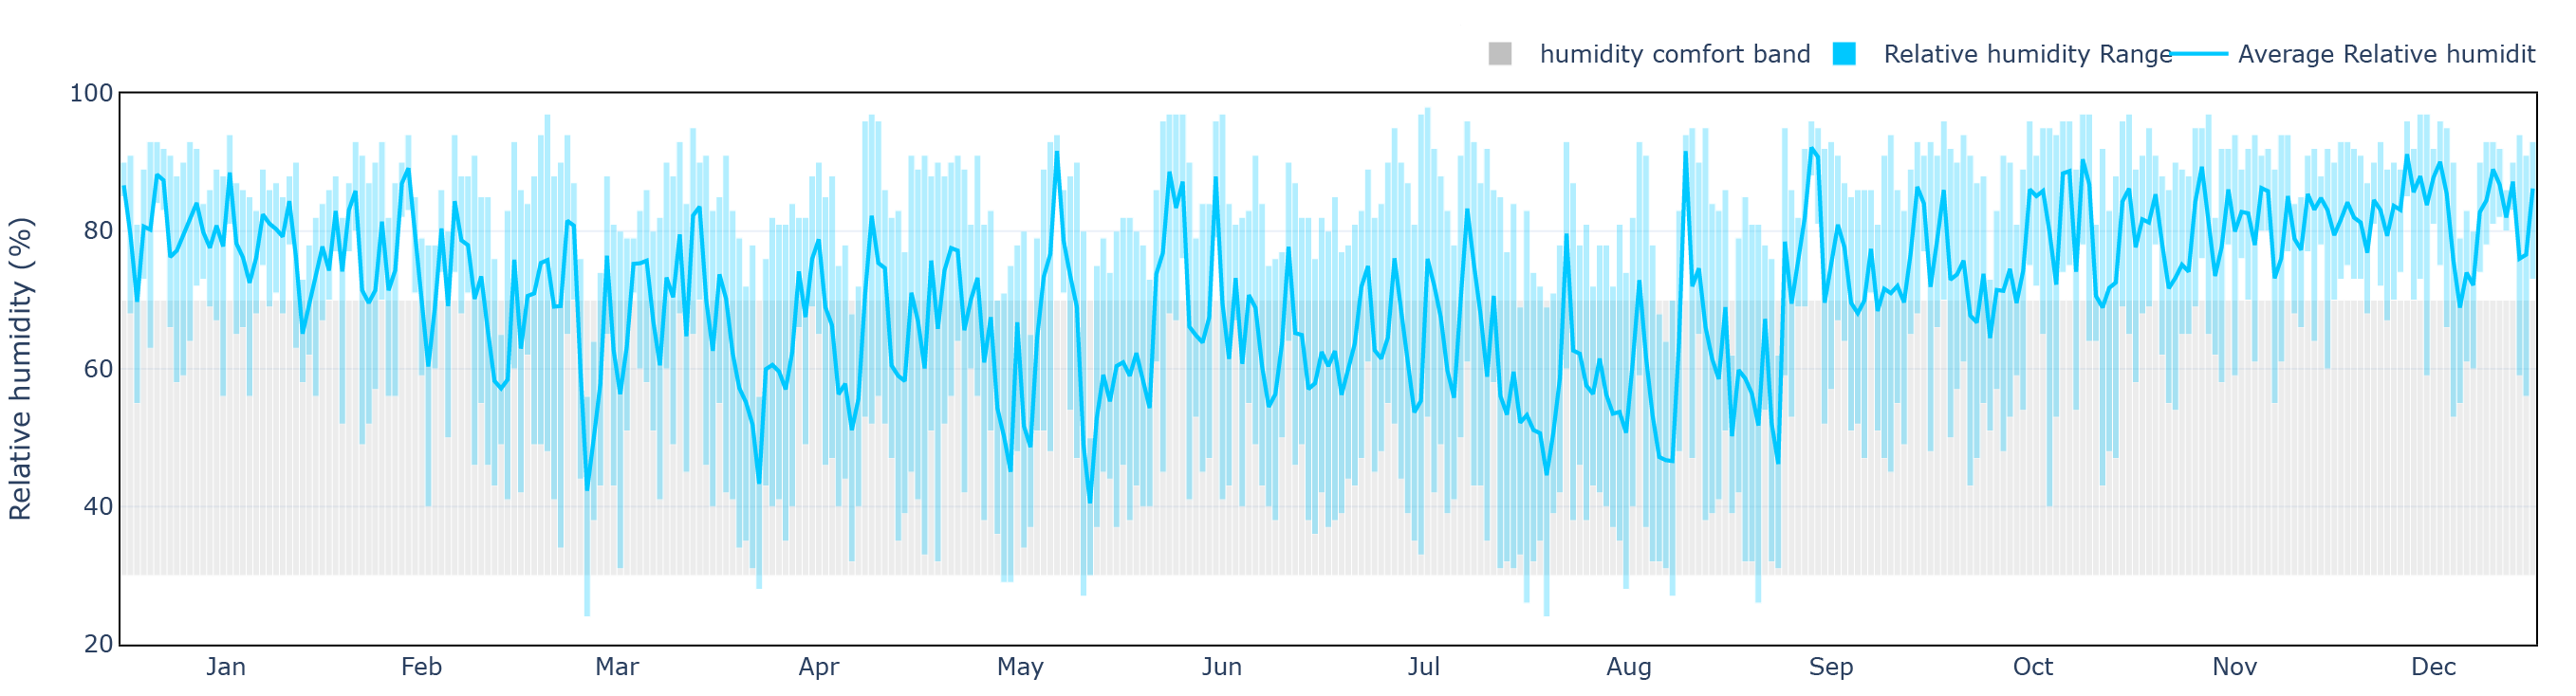 humidity comfort band Relative humidity Range Average Relative humidit
Relative humidity (%)
100
80
60
40
20
Jan Feb Mar Apr May Jun Jul Aug Sep Oct Nov Dec